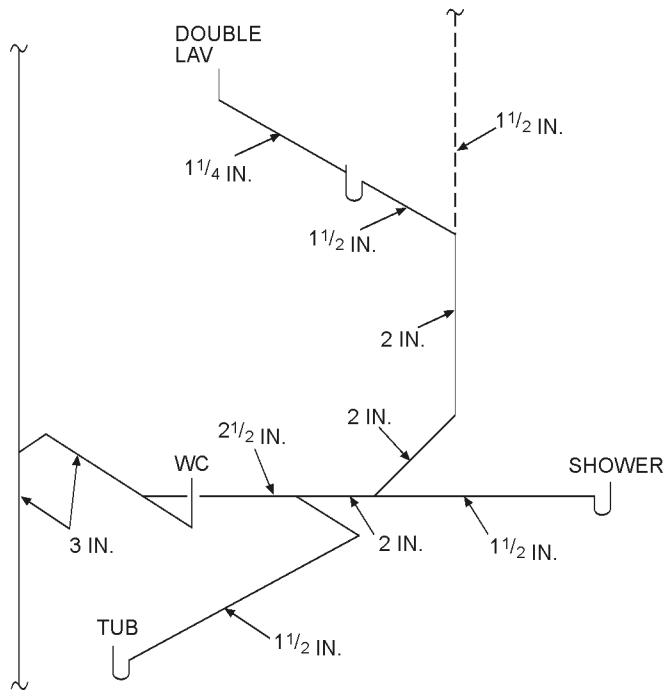 DOUBLE
LAV
1 1/2 IN.
1 1/4 IN.
1 1/2 IN.
2 IN.
2 IN.
2 1/2 IN.
WC
SHOWER
3 IN.
2 IN.
1 1/2 IN.
TUB
1 1/2 IN.